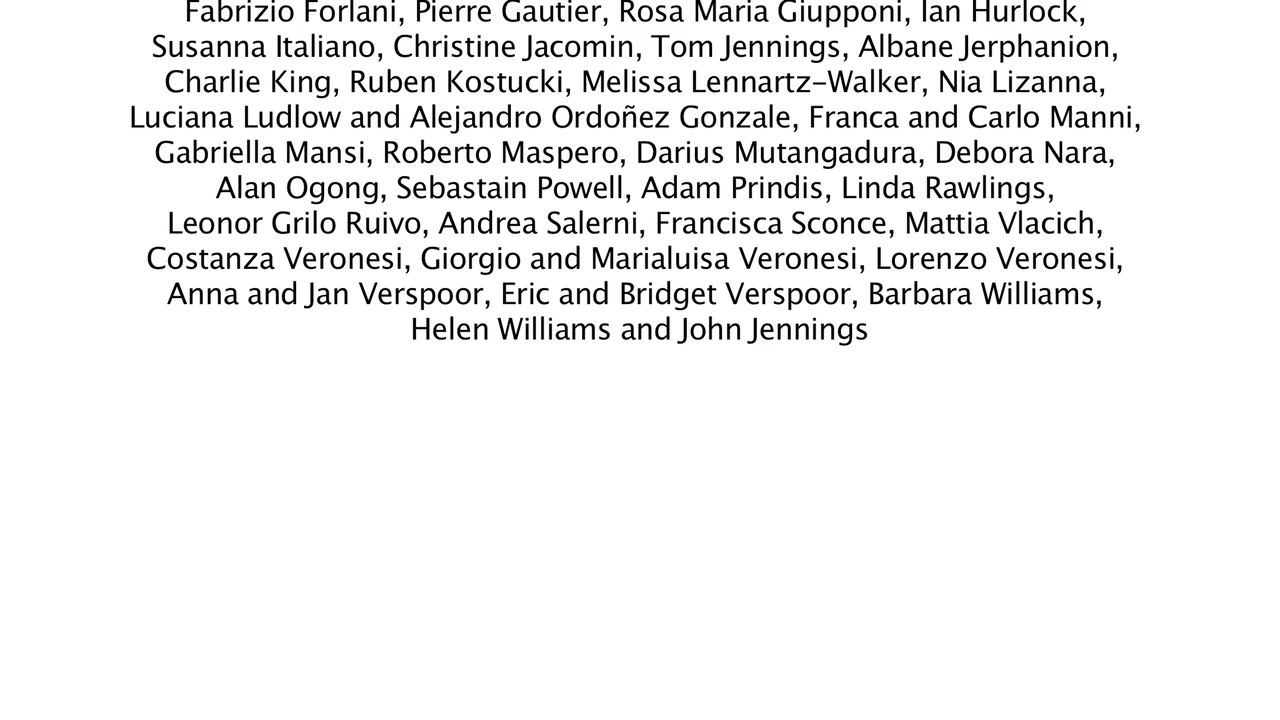 Fabrizio Forlani, Pierre Gautier, Rosa Maria Giupponi, Ian Hurlock,
Susanna Italiano, Christine Jacomin, Tom Jennings, Albane Jerphanion,
Charlie King, Ruben Kostucki, Melissa Lennartz-Walker, Nia Lizanna,
Luciana Ludlow and Alejandro Ordoñez Gonzale, Franca and Carlo Manni,
Gabriella Mansi, Roberto Maspero, Darius Mutangadura, Debora Nara,
Alan Ogong, Sebastain Powell, Adam Prindis, Linda Rawlings,
Leonor Grilo Ruivo, Andrea Salerni, Francisca Sconce, Mattia Vlacich,
Costanza Veronesi, Giorgio and Marialuisa Veronesi, Lorenzo Veronesi,
Anna and Jan Verspoor, Eric and Bridget Verspoor, Barbara Williams,
Helen Williams and John Jennings